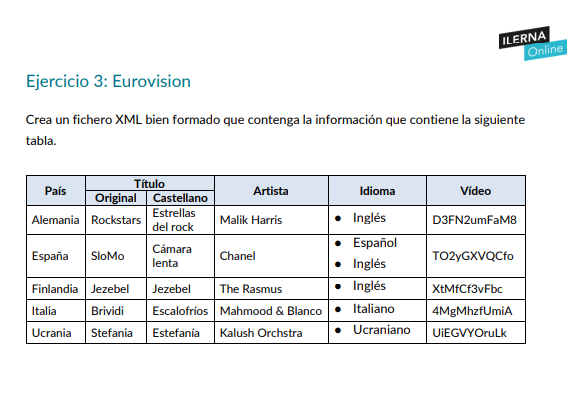 ILERNA
Online
Ejercicio 3: Eurovision
Crea un fichero XML bien formado que contenga la información que contiene la siguiente
tabla.
País Título Artista Idioma Vídeo
Original Castellano
Alemania Rockstars Estrellas del rock Malik Harris ● Inglés D3FN2umFaM8
España SloMo Cámara lenta Chanel ● Español ● Inglés TO2yGXVQCfo
Finlandia Jezebel Jezebel The Rasmus ● Inglés XtMfCf3vFbc
Italia Brividi Escalofríos Mahmood & Blanco ● Italiano 4MgMhzfUmiA
Ucrania Stefania Estefanía Kalush Orchstra ● Ucraniano UiEGVYOruLk